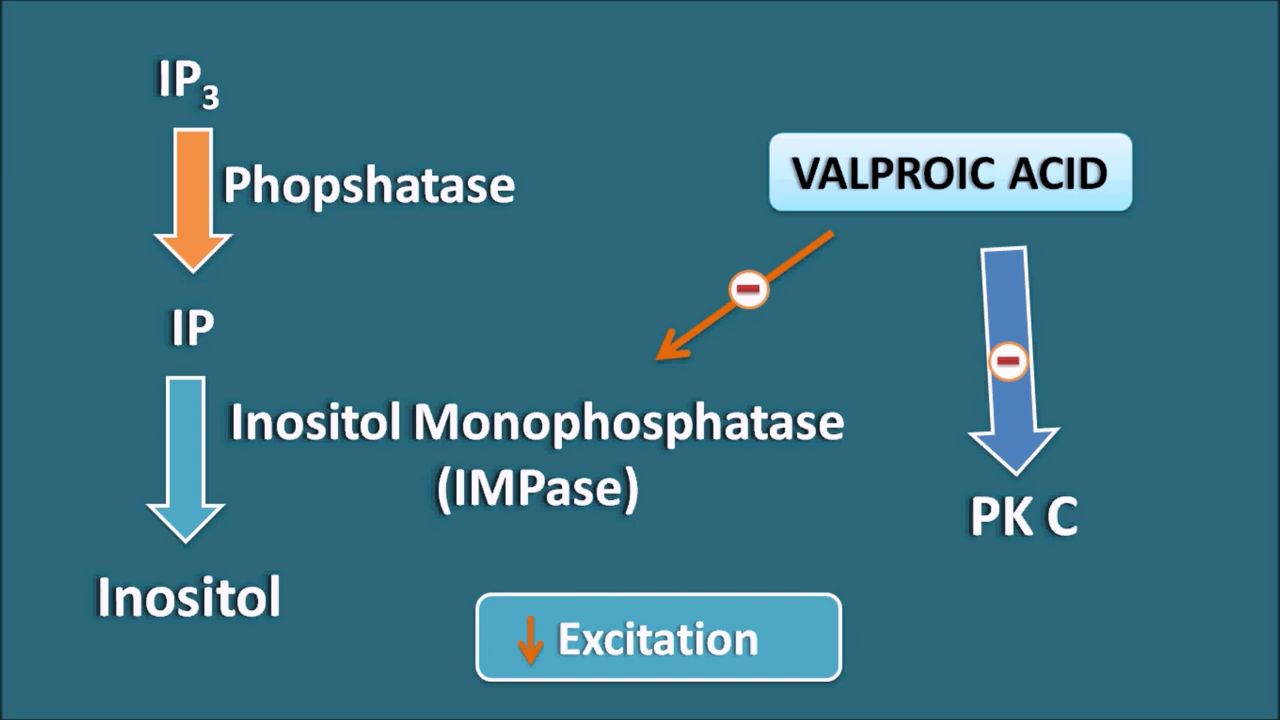 IP₃
Phopshatase
VALPROIC ACID
IP
Inositol Monophosphatase
(IMPase)
PK C
Inositol
↓ Excitation